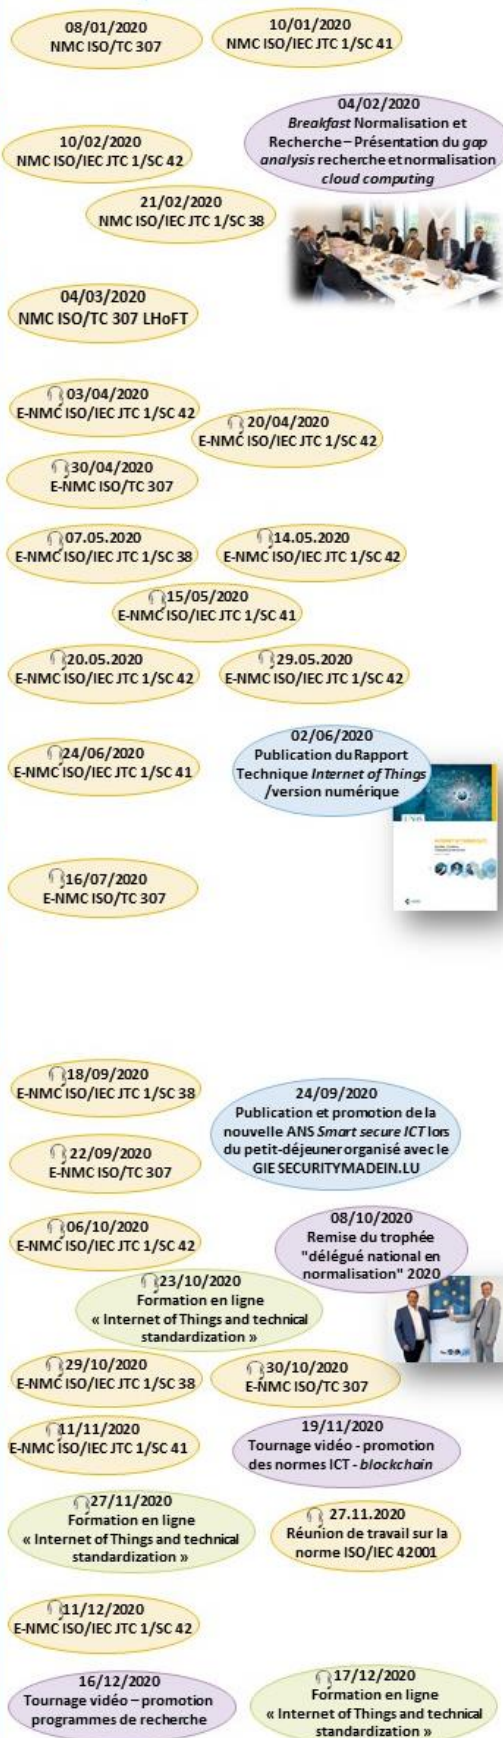 08/01/2020
NMC ISO/TC 307
10/01/2020
NMC ISO/IEC JTC 1/SC 41
04/02/2020
Breakfast Normalisation et
Recherche – Présentation du gap
analysis recherche et normalisation
cloud computing
10/02/2020
NMC ISO/IEC JTC 1/SC 42
21/02/2020
NMC ISO/IEC JTC 1/SC 38
04/03/2020
NMC ISO/TC 307 LHoFT
03/04/2020
E-NMC ISO/IEC JTC 1/SC 42
20/04/2020
E-NMC ISO/IEC JTC 1/SC 42
30/04/2020
E-NMC ISO/TC 307
07.05.2020
E-NMC ISO/IEC JTC 1/SC 38
14.05.2020
E-NMC ISO/IEC JTC 1/SC 42
15/05/2020
E-NMC ISO/IEC JTC 1/SC 41
20.05.2020
E-NMC ISO/IEC JTC 1/SC 42
29.05.2020
E-NMC ISO/IEC JTC 1/SC 42
24/06/2020
E-NMC ISO/IEC JTC 1/SC 41
02/06/2020
Publication du Rapport
Technique Internet of Things
/version numérique
16/07/2020
E-NMC ISO/TC 307
18/09/2020
E-NMC ISO/IEC JTC 1/SC 38
24/09/2020
Publication et promotion de la
nouvelle ANS Smart secure ICT lors
du petit-déjeuner organisé avec le
GIE SECURITYMADEIN.LU
22/09/2020
E-NMC ISO/TC 307
06/10/2020
E-NMC ISO/IEC JTC 1/SC 42
08/10/2020
Remise du trophée
"délégué national en
normalisation" 2020
23/10/2020
Formation en ligne
« Internet of Things and technical
standardization »
29/10/2020
E-NMC ISO/IEC JTC 1/SC 38
30/10/2020
E-NMC ISO/TC 307
11/11/2020
E-NMC ISO/IEC JTC 1/SC 41
19/11/2020
Tournage vidéo - promotion
des normes ICT - blockchain
27/11/2020
Formation en ligne
« Internet of Things and technical
standardization »
27.11.2020
Réunion de travail sur la
norme ISO/IEC 42001
11/12/2020
E-NMC ISO/IEC JTC 1/SC 42
16/12/2020
Tournage vidéo – promotion
programmes de recherche
17/12/2020
Formation en ligne
« Internet of Things and technical
standardization »